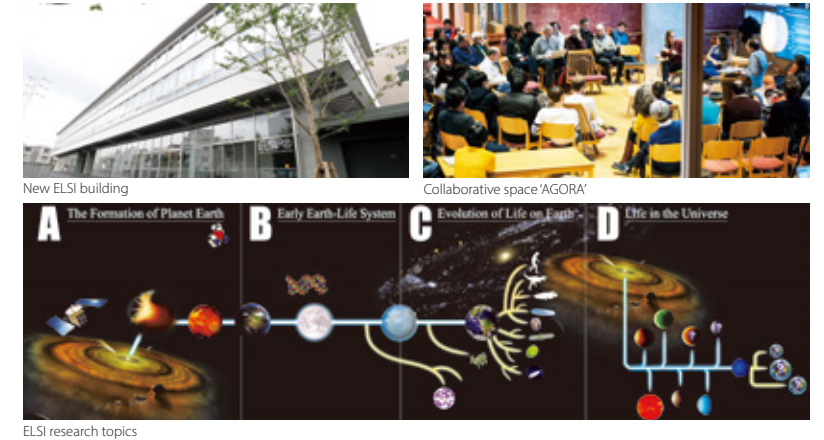 New ELSI building
Collaborative space ‘AGORA’
A The Formation of Planet Earth
B Early Earth-Life System
C Evolution of Life on Earth
D Life in the Universe
ELSI research topics